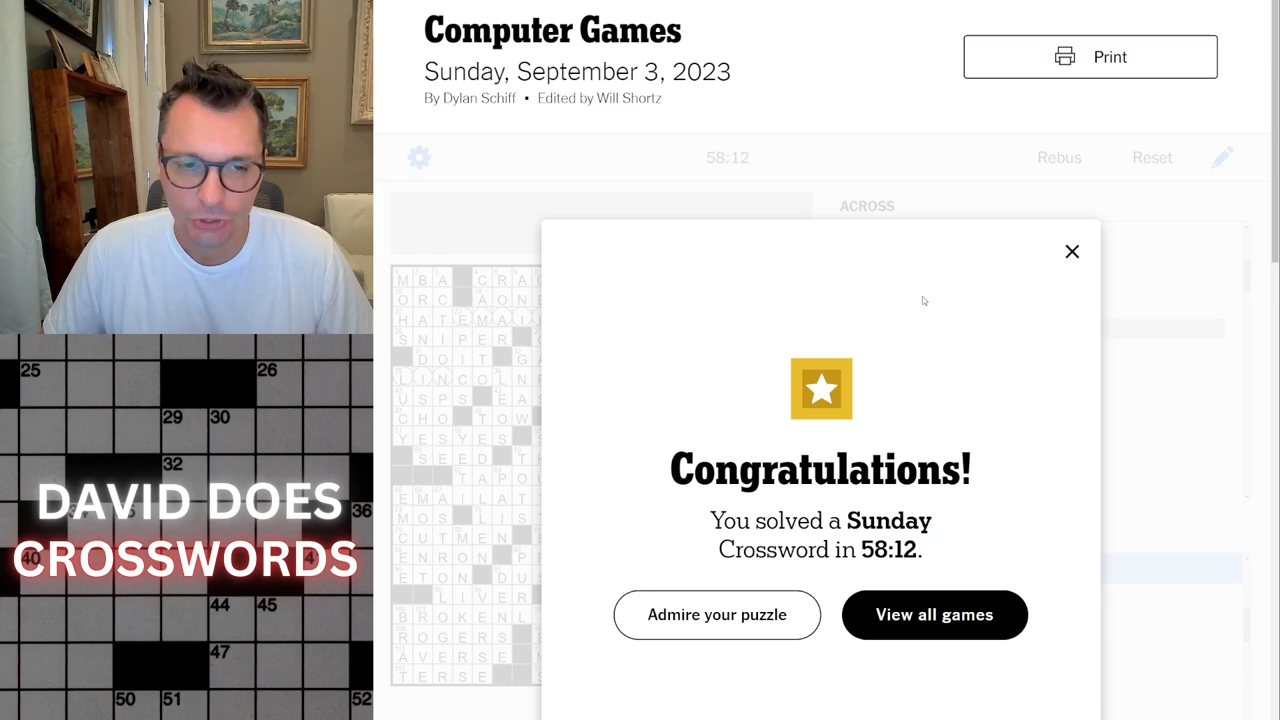 Computer Games
Sunday, September 3, 2023
By Dylan Schiff • Edited by Will Shortz
Print
58:12
Rebus
Reset
ACROSS
M B A C R A
O R C A O N
H A T E M A I
S N I P E R
D O I T G
L I N C O L N
U S P S E A
C H O T O W
Y E S Y E S
S E E D T H
T A P O
E M A I L A T
M O S L I S T
C U T M E N
E N R O N P
E T O N D U
L I V E R
B R O K E N L
R O G E R S
A V E R S E
T E R S E
Congratulations!
You solved a Sunday
Crossword in 58:12.
Admire your puzzle
View all games
25 26
29 30
32
DAVID DOES
36
CROSSWORDS
44 45
47
50 51 52